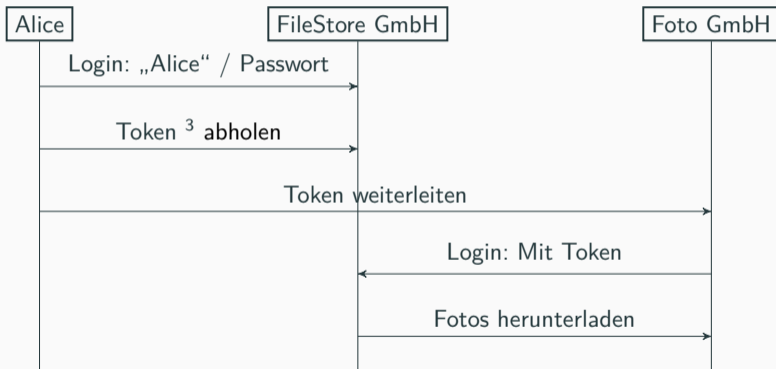 Alice
FileStore GmbH
Foto GmbH
Login: „Alice“ / Passwort
Token ³ abholen
Token weiterleiten
Login: Mit Token
Fotos herunterladen